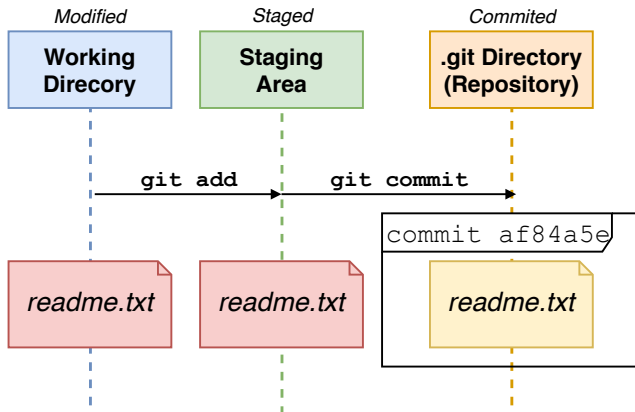 Modified
Staged
Commited
Working
Direcory
Staging
Area
.git Directory
(Repository)
git add
git commit
commit af84a5e
readme.txt
readme.txt
readme.txt